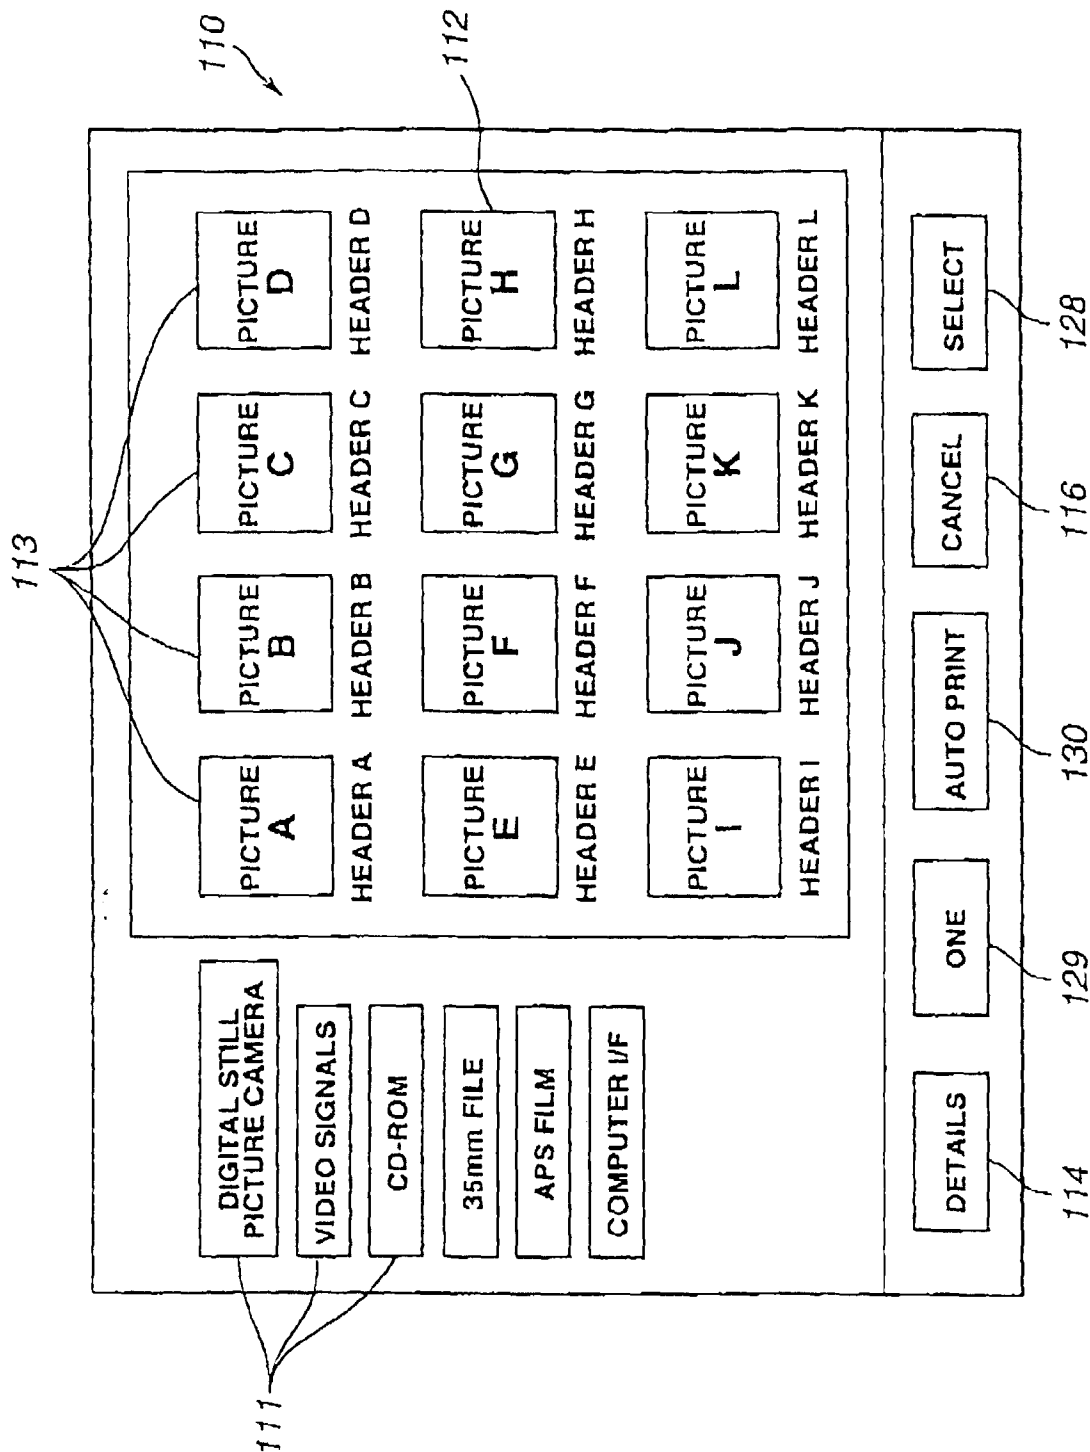 110
113
112
DIGITAL STILL
PICTURE CAMERA
VIDEO SIGNALS
CD-ROM
35mm FILE
APS FILM
COMPUTER I/F
111
PICTURE
A
HEADER A
PICTURE
B
HEADER B
PICTURE
C
HEADER C
PICTURE
D
HEADER D
PICTURE
E
HEADER E
PICTURE
F
HEADER F
PICTURE
G
HEADER G
PICTURE
H
HEADER H
PICTURE
I
HEADER I
PICTURE
J
HEADER J
PICTURE
K
HEADER K
PICTURE
L
HEADER L
DETAILS
ONE
AUTO PRINT
CANCEL
SELECT
114
129
130
116
128